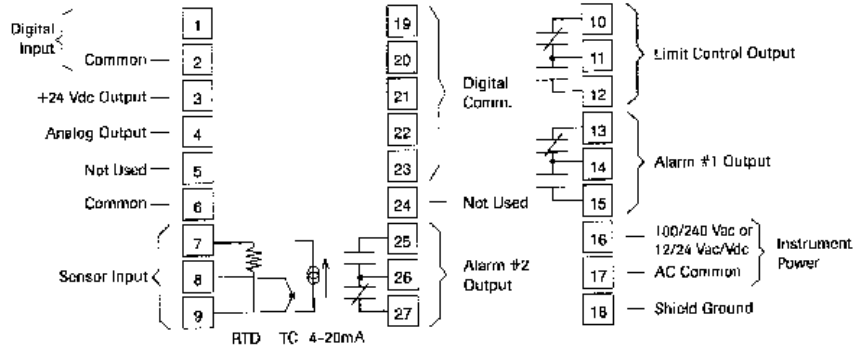 Digital
Input
1
Common
2
+24 Vdc Output
3
Analog Output
4
Not Used
5
Common
6
Sensor Input
7
8
9
RTD TC 4-20mA
19
20
21
22
23
Digital
Comm.
24
Not Used
25
26
27
Alarm #2
Output
10
11
12
Limit Control Output
13
14
15
Alarm #1 Output
16
100/240 Vac or
12/24 Vac/Vdc
17
AC Common
Instrument
Power
18
Shield Ground